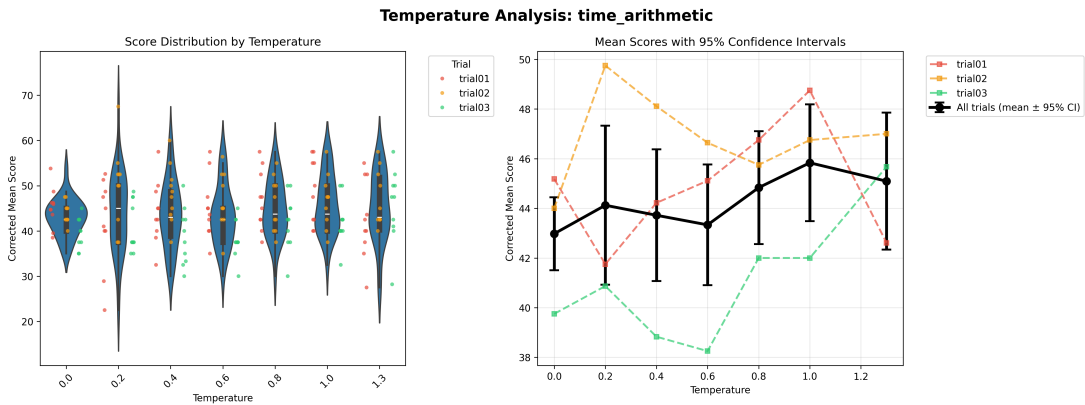 Temperature Analysis: time_arithmetic
Score Distribution by Temperature
Corrected Mean Score
70
60
50
40
30
20
0.0
0.2
0.4
0.6
0.8
1.0
1.3
Temperature
Trial
trial01
trial02
trial03
Mean Scores with 95% Confidence Intervals
Corrected Mean Score
50
48
46
44
42
40
38
0.0
0.2
0.4
0.6
0.8
1.0
1.2
Temperature
trial01
trial02
trial03
All trials (mean ± 95% CI)